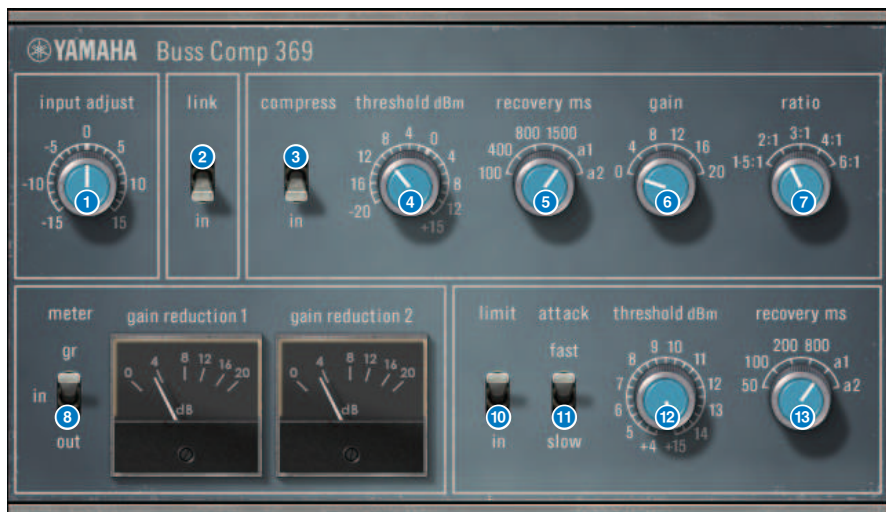 YAMAHA Buss Comp 369
input adjust
0
-5 5
-10 10
-15 15
1
link
2
in
compress
3
in
threshold dBm
8 4 0
12 4
16 8
-20 12
+15
4
recovery ms
800 1500
400 a1
100 a2
5
gain
8 12
4 16
0 20
6
ratio
3:1
2:1 4:1
1·5:1 6:1
7
meter
gr
in
8
out
gain reduction 1
0 4 8 12 16 20
dB
gain reduction 2
0 4 8 12 16 20
dB
limit
10
in
attack
fast
11
slow
threshold dBm
9 10
8 11
7 12
6 13
5 14
+4 +15
12
recovery ms
200 800
100 a1
50 a2
13